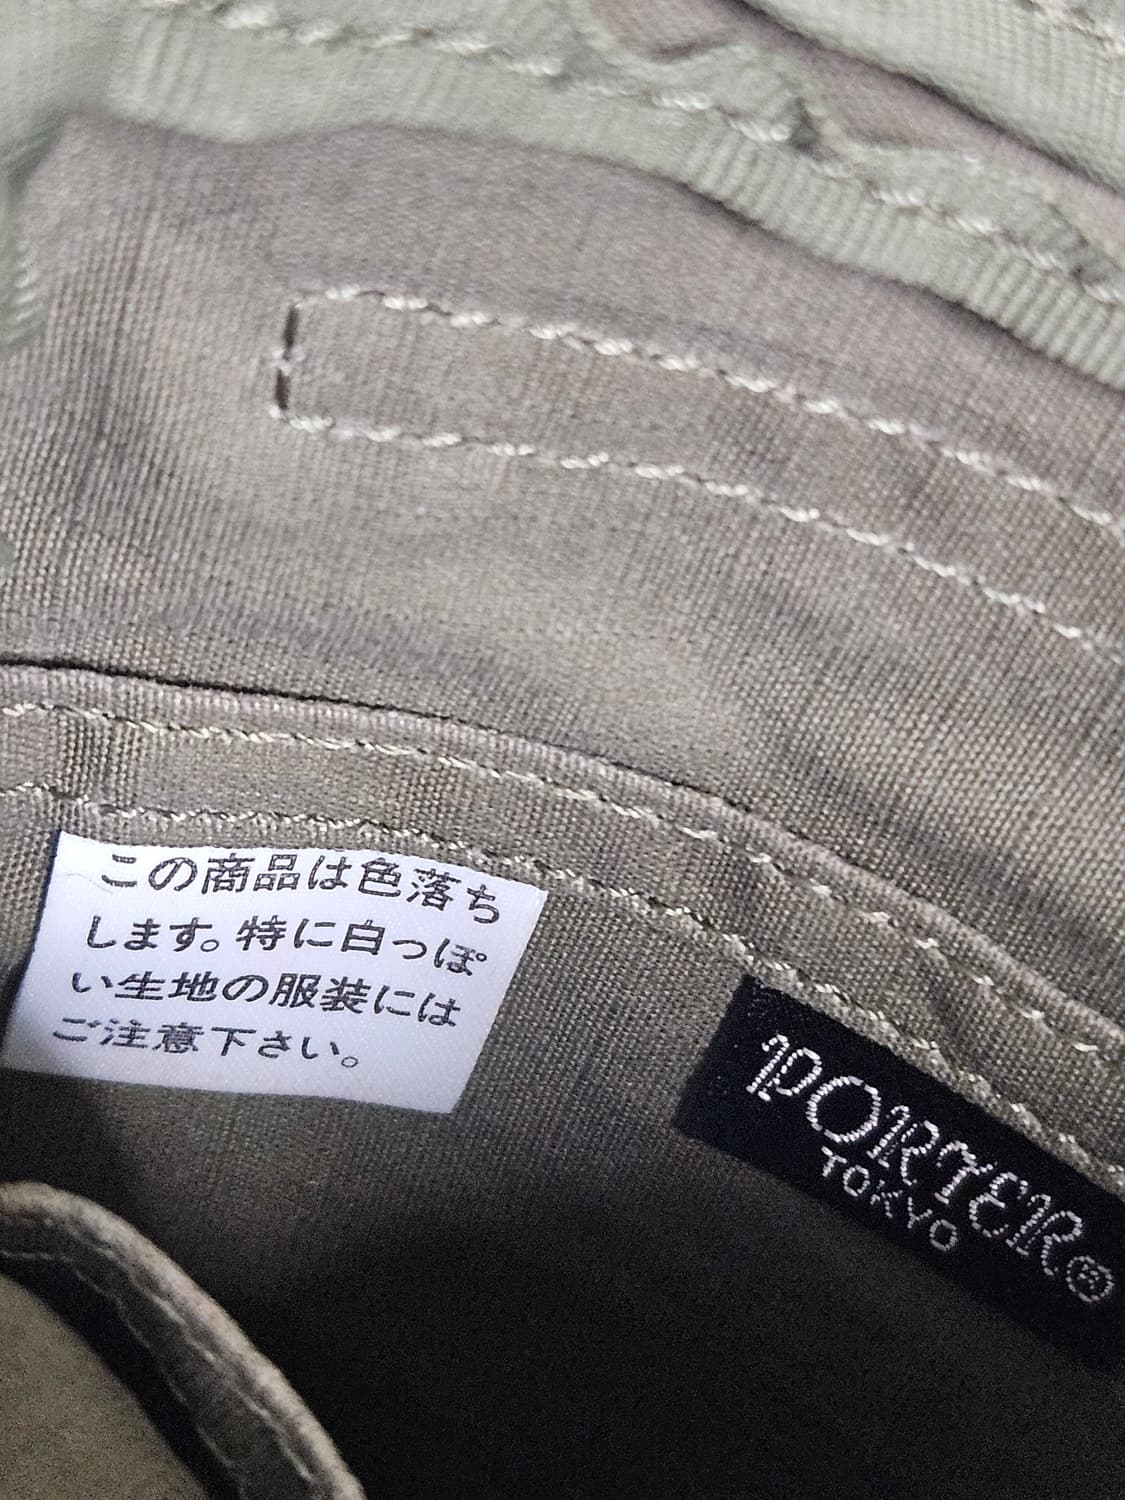 この商品は色落ち
します。特に白っぽ
い生地の服装には
ご注意下さい。
PORTER®
TOKYO